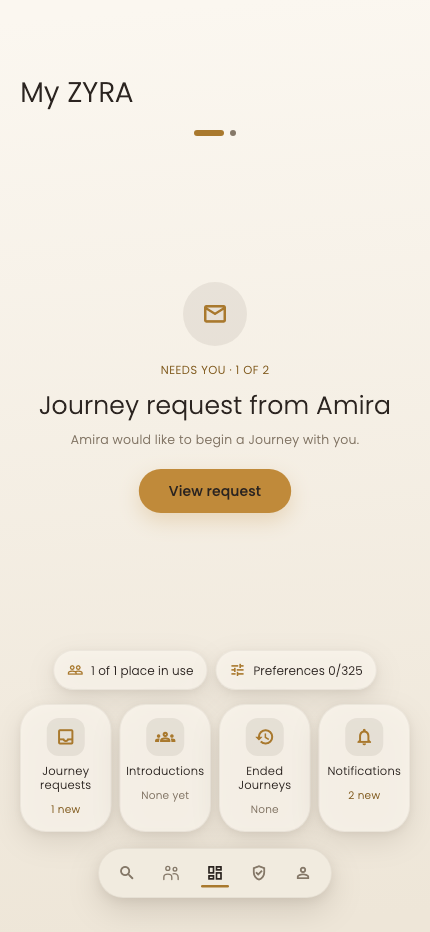 My ZYRA
NEEDS YOU · 1 OF 2
Journey request from Amira
Amira would like to begin a Journey with you.
View request
1 of 1 place in use
Preferences 0/325
Journey
requests
1 new
Introductions
None yet
Ended
Journeys
None
Notifications
2 new